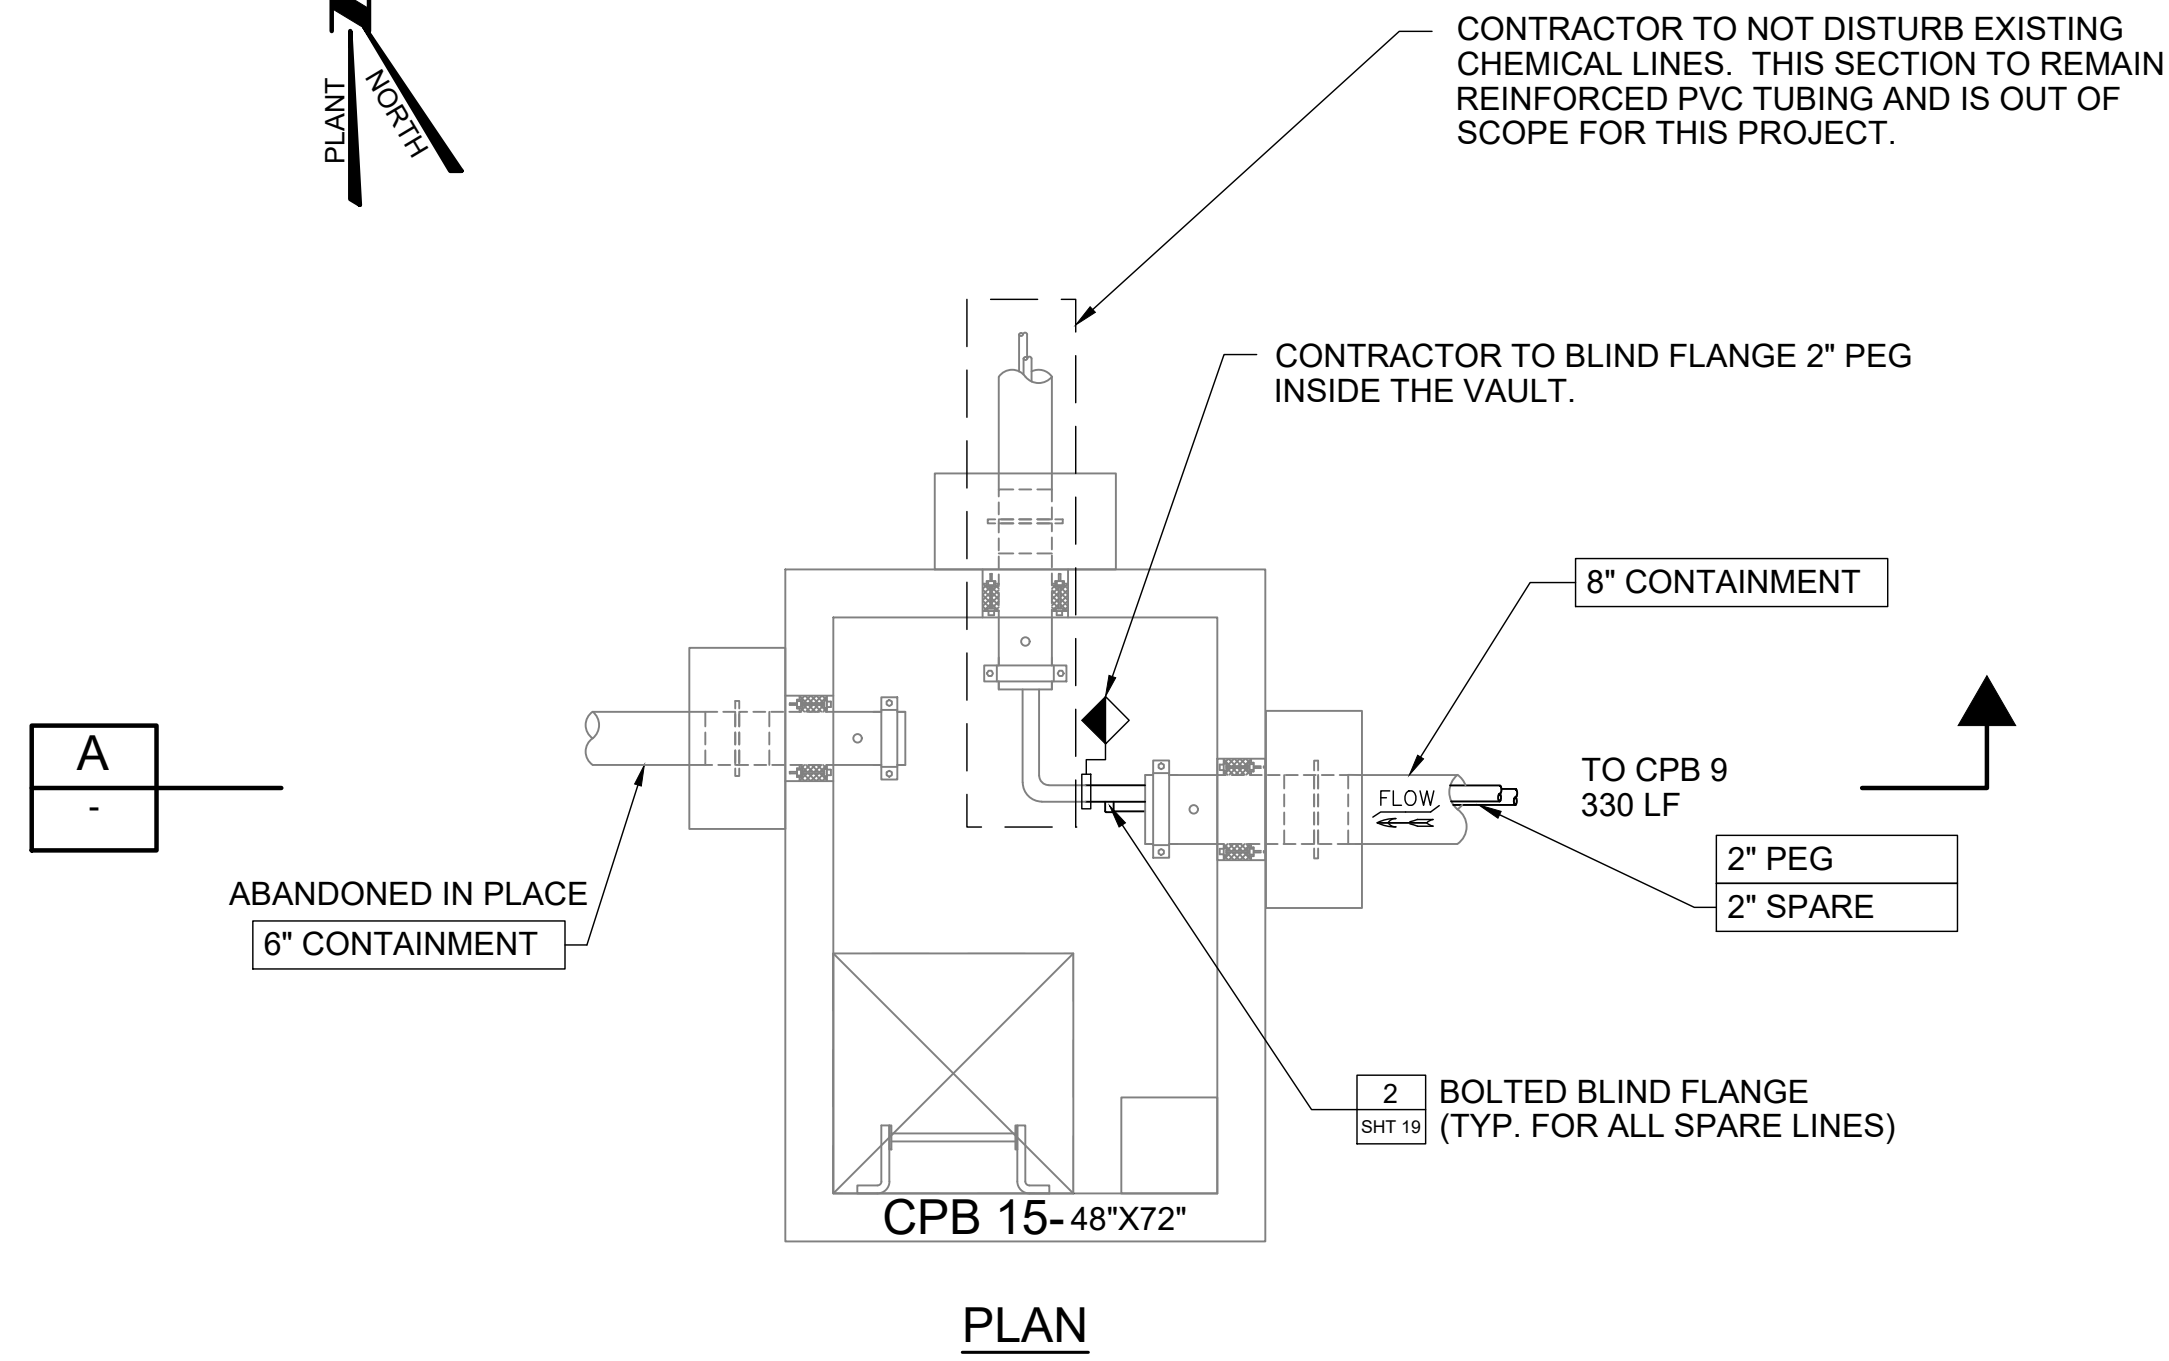 PLANT
NORTH
CONTRACTOR TO NOT DISTURB EXISTING
CHEMICAL LINES. THIS SECTION TO REMAIN
REINFORCED PVC TUBING AND IS OUT OF
SCOPE FOR THIS PROJECT.
CONTRACTOR TO BLIND FLANGE 2" PEG
INSIDE THE VAULT.
8" CONTAINMENT
A
-
TO CPB 9
330 LF
FLOW
2" PEG
2" SPARE
ABANDONED IN PLACE
6" CONTAINMENT
2
SHT 19
BOLTED BLIND FLANGE
(TYP. FOR ALL SPARE LINES)
CPB 15- 48"X72"
PLAN